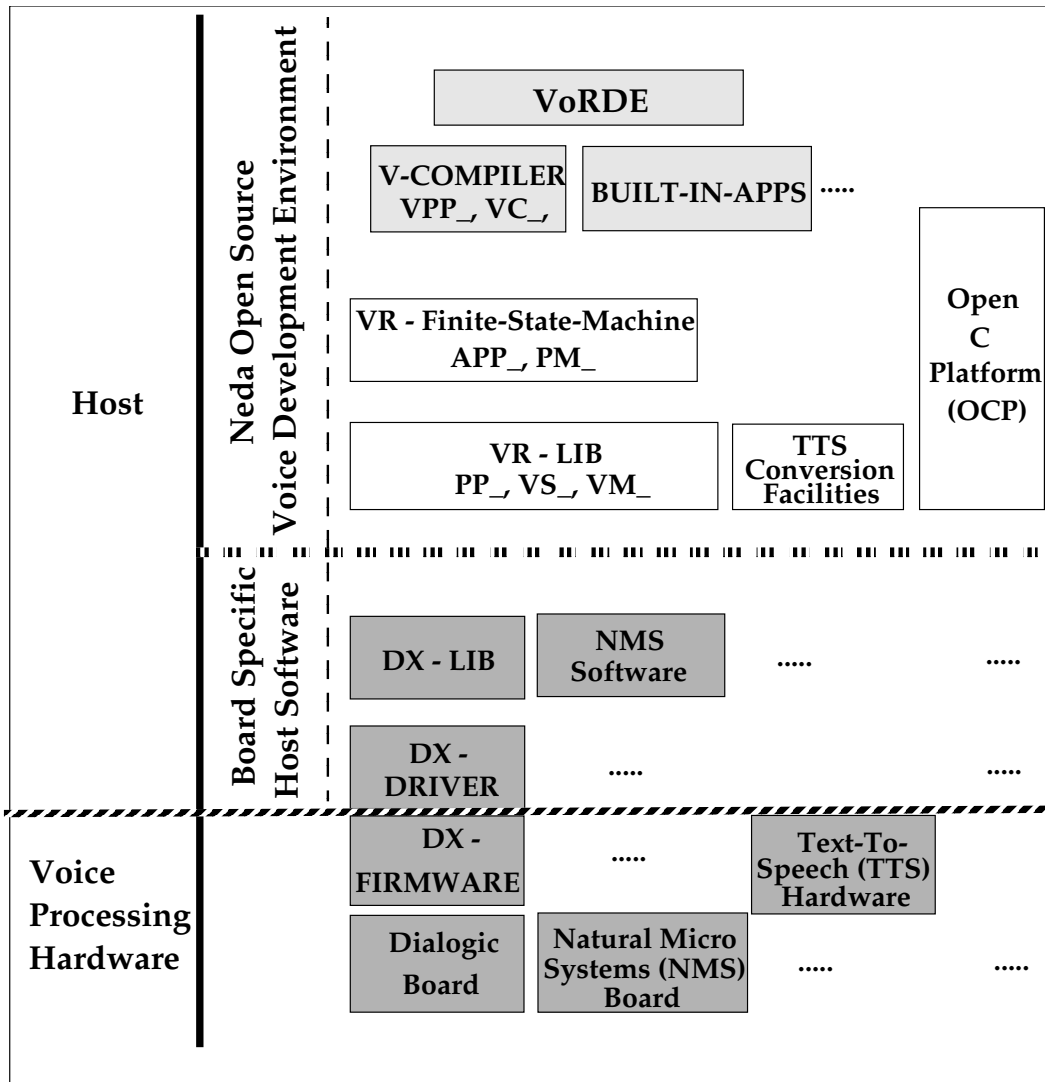 Neda Open Source
Voice Development Environment
VoRDE
V-COMPILER
VPP_, VC_,
BUILT-IN-APPS
.....
Open
C
Platform
(OCP)
VR - Finite-State-Machine
APP_, PM_
Host
VR - LIB
PP_, VS_, VM_
TTS
Conversion
Facilities
Board Specific
Host Software
DX - LIB
NMS
Software
.....
.....
DX -
DRIVER
.....
.....
Voice
Processing
Hardware
DX -
FIRMWARE
.....
Text-To-
Speech (TTS)
Hardware
Dialogic
Board
Natural Micro
Systems (NMS)
Board
.....
.....